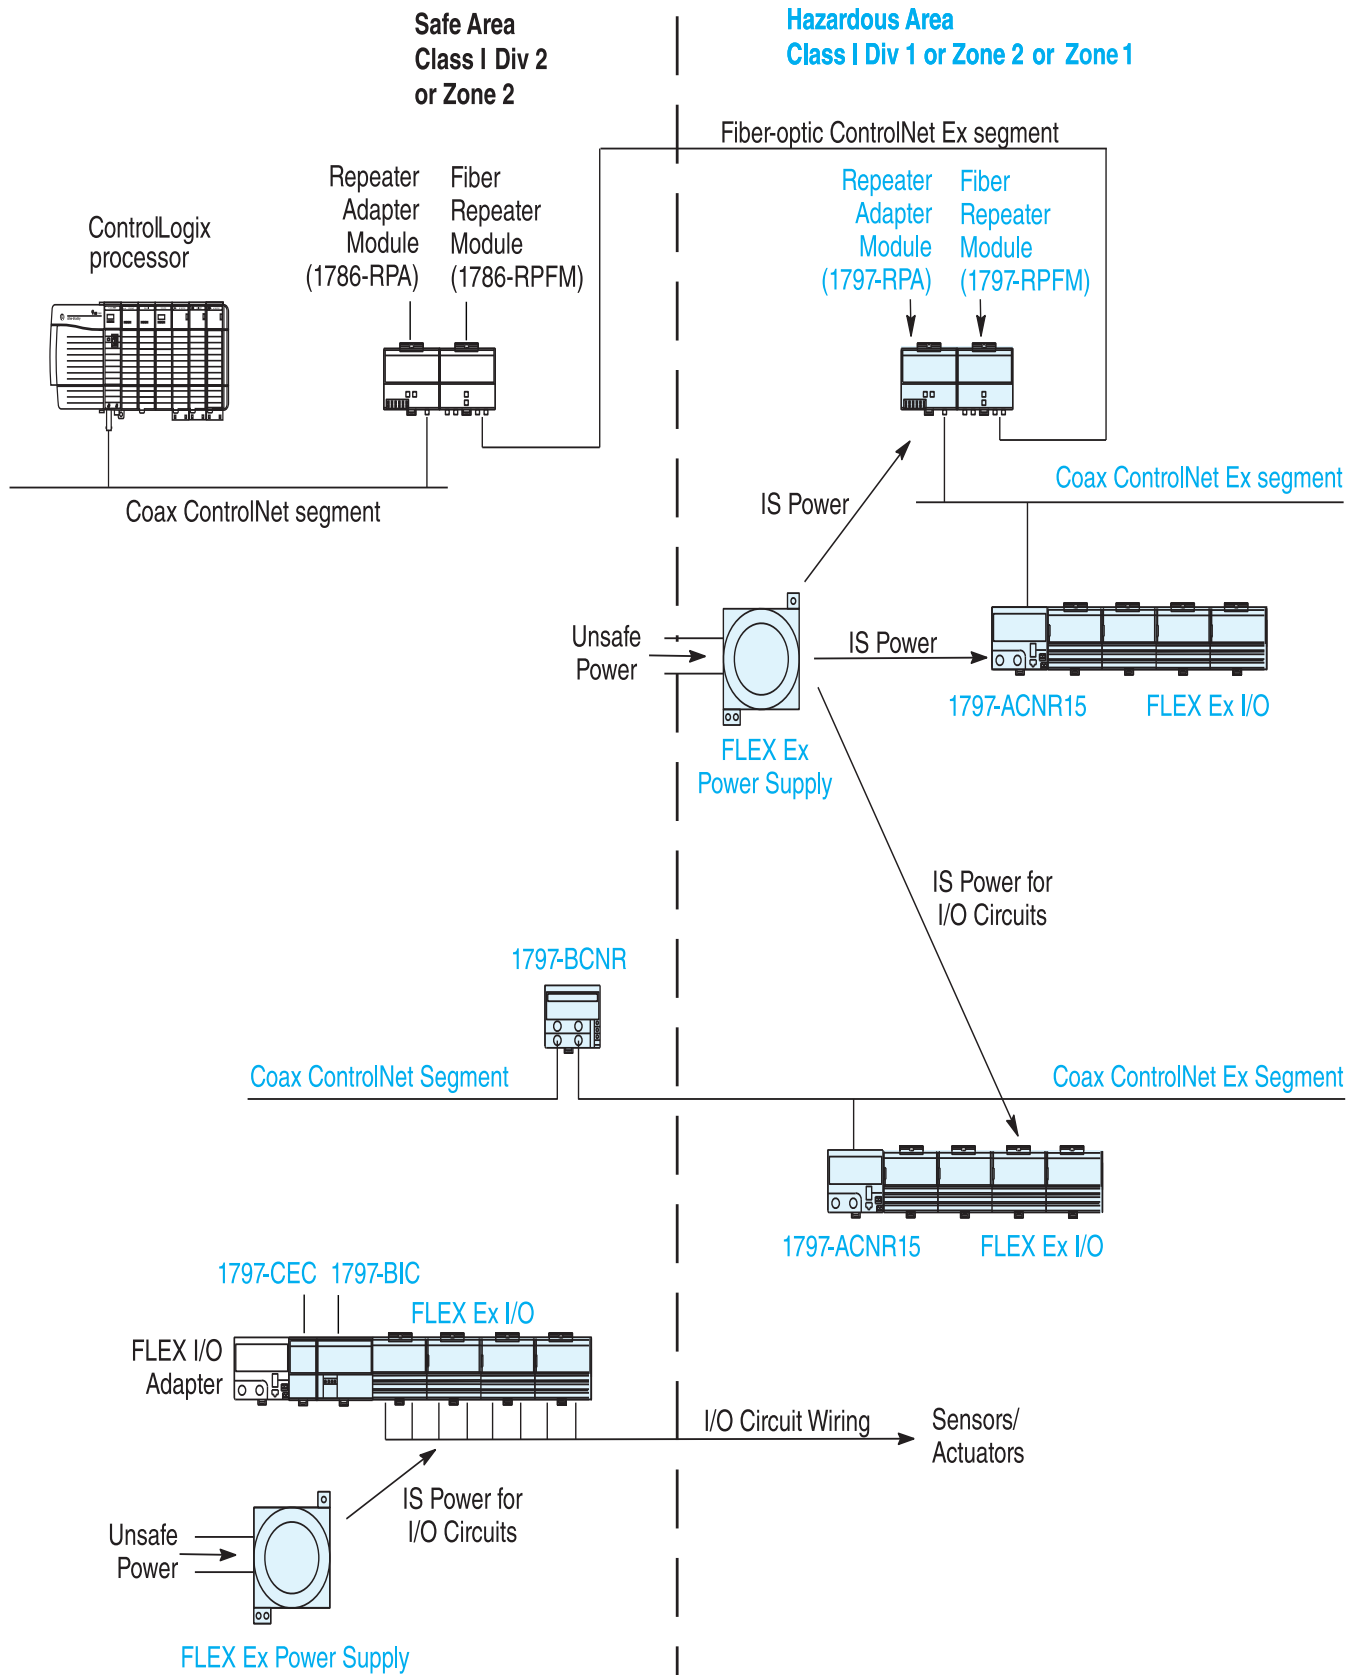 Safe Area
Class I Div 2
or Zone 2
Hazardous Area
Class I Div 1 or Zone 2 or Zone 1
Fiber-optic ControlNet Ex segment
ControlLogix
processor
Repeater
Adapter
Module
(1786-RPA)
Fiber
Repeater
Module
(1786-RPFM)
Repeater
Adapter
Module
(1797-RPA)
Fiber
Repeater
Module
(1797-RPFM)
Coax ControlNet segment
Coax ControlNet Ex segment
IS Power
Unsafe
Power
IS Power
1797-ACNR15
FLEX Ex I/O
FLEX Ex
Power Supply
IS Power for
I/O Circuits
1797-BCNR
Coax ControlNet Segment
Coax ControlNet Ex Segment
1797-ACNR15
FLEX Ex I/O
1797-CEC
1797-BIC
FLEX Ex I/O
FLEX I/O
Adapter
I/O Circuit Wiring
Sensors/
Actuators
IS Power for
I/O Circuits
Unsafe
Power
FLEX Ex Power Supply